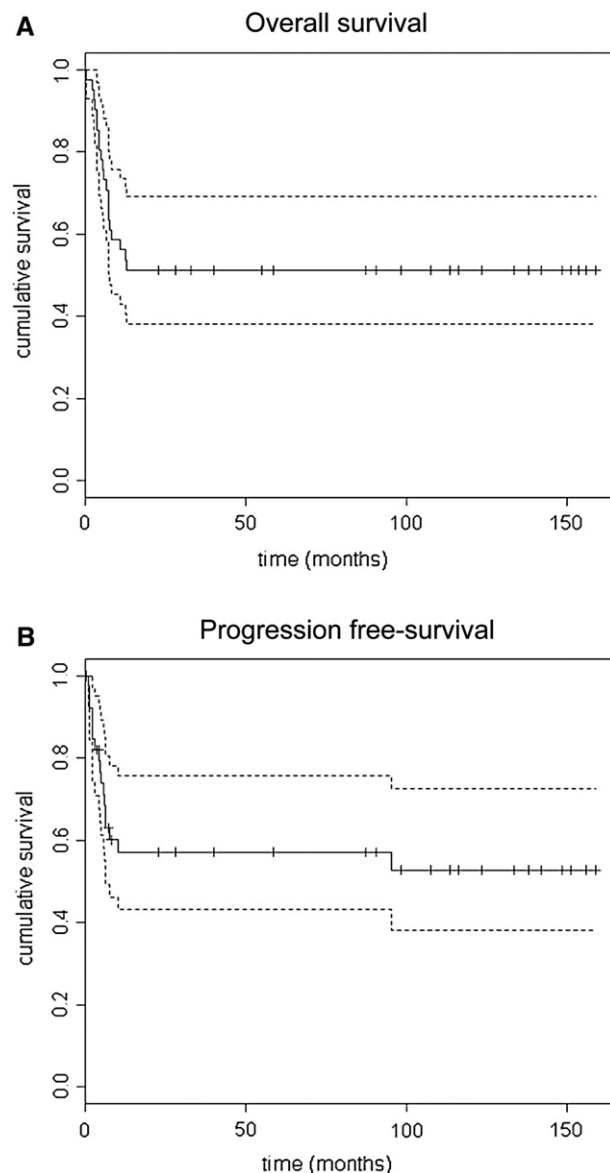 A
Overall survival
1.0
0.8
0.6
0.4
0.2
0.0
cumulative survival
0 50 100 150
time (months)
B
Progression free-survival
1.0
0.8
0.6
0.4
0.2
0.0
cumulative survival
0 50 100 150
time (months)